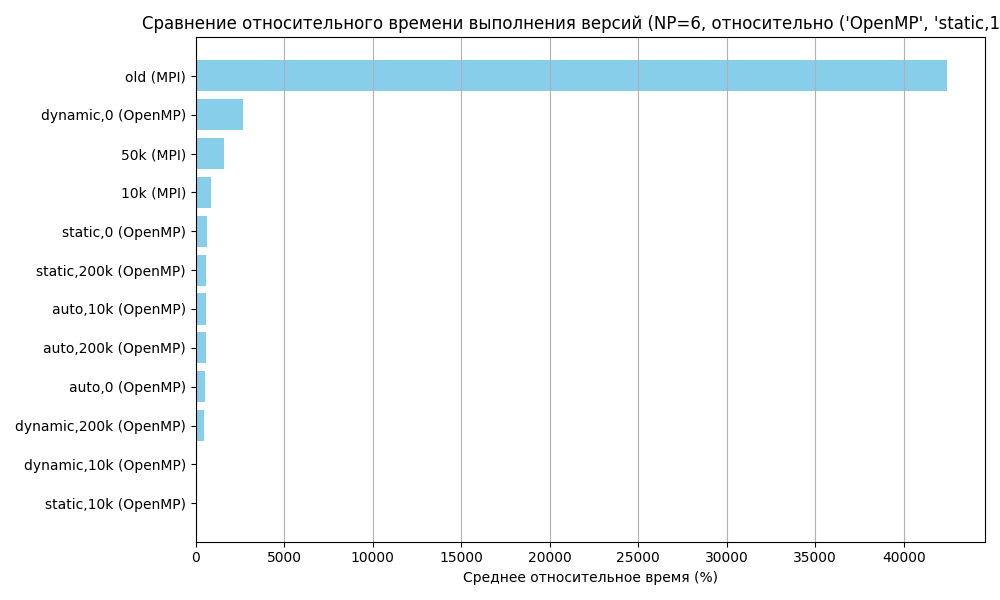 Сравнение относительного времени выполнения версий (NP=6, относительно ('OpenMP', 'static,1
old (MPI)
dynamic,0 (OpenMP)
50k (MPI)
10k (MPI)
static,0 (OpenMP)
static,200k (OpenMP)
auto,10k (OpenMP)
auto,200k (OpenMP)
auto,0 (OpenMP)
dynamic,200k (OpenMP)
dynamic,10k (OpenMP)
static,10k (OpenMP)
0 5000 10000 15000 20000 25000 30000 35000 40000
Среднее относительное время (%)